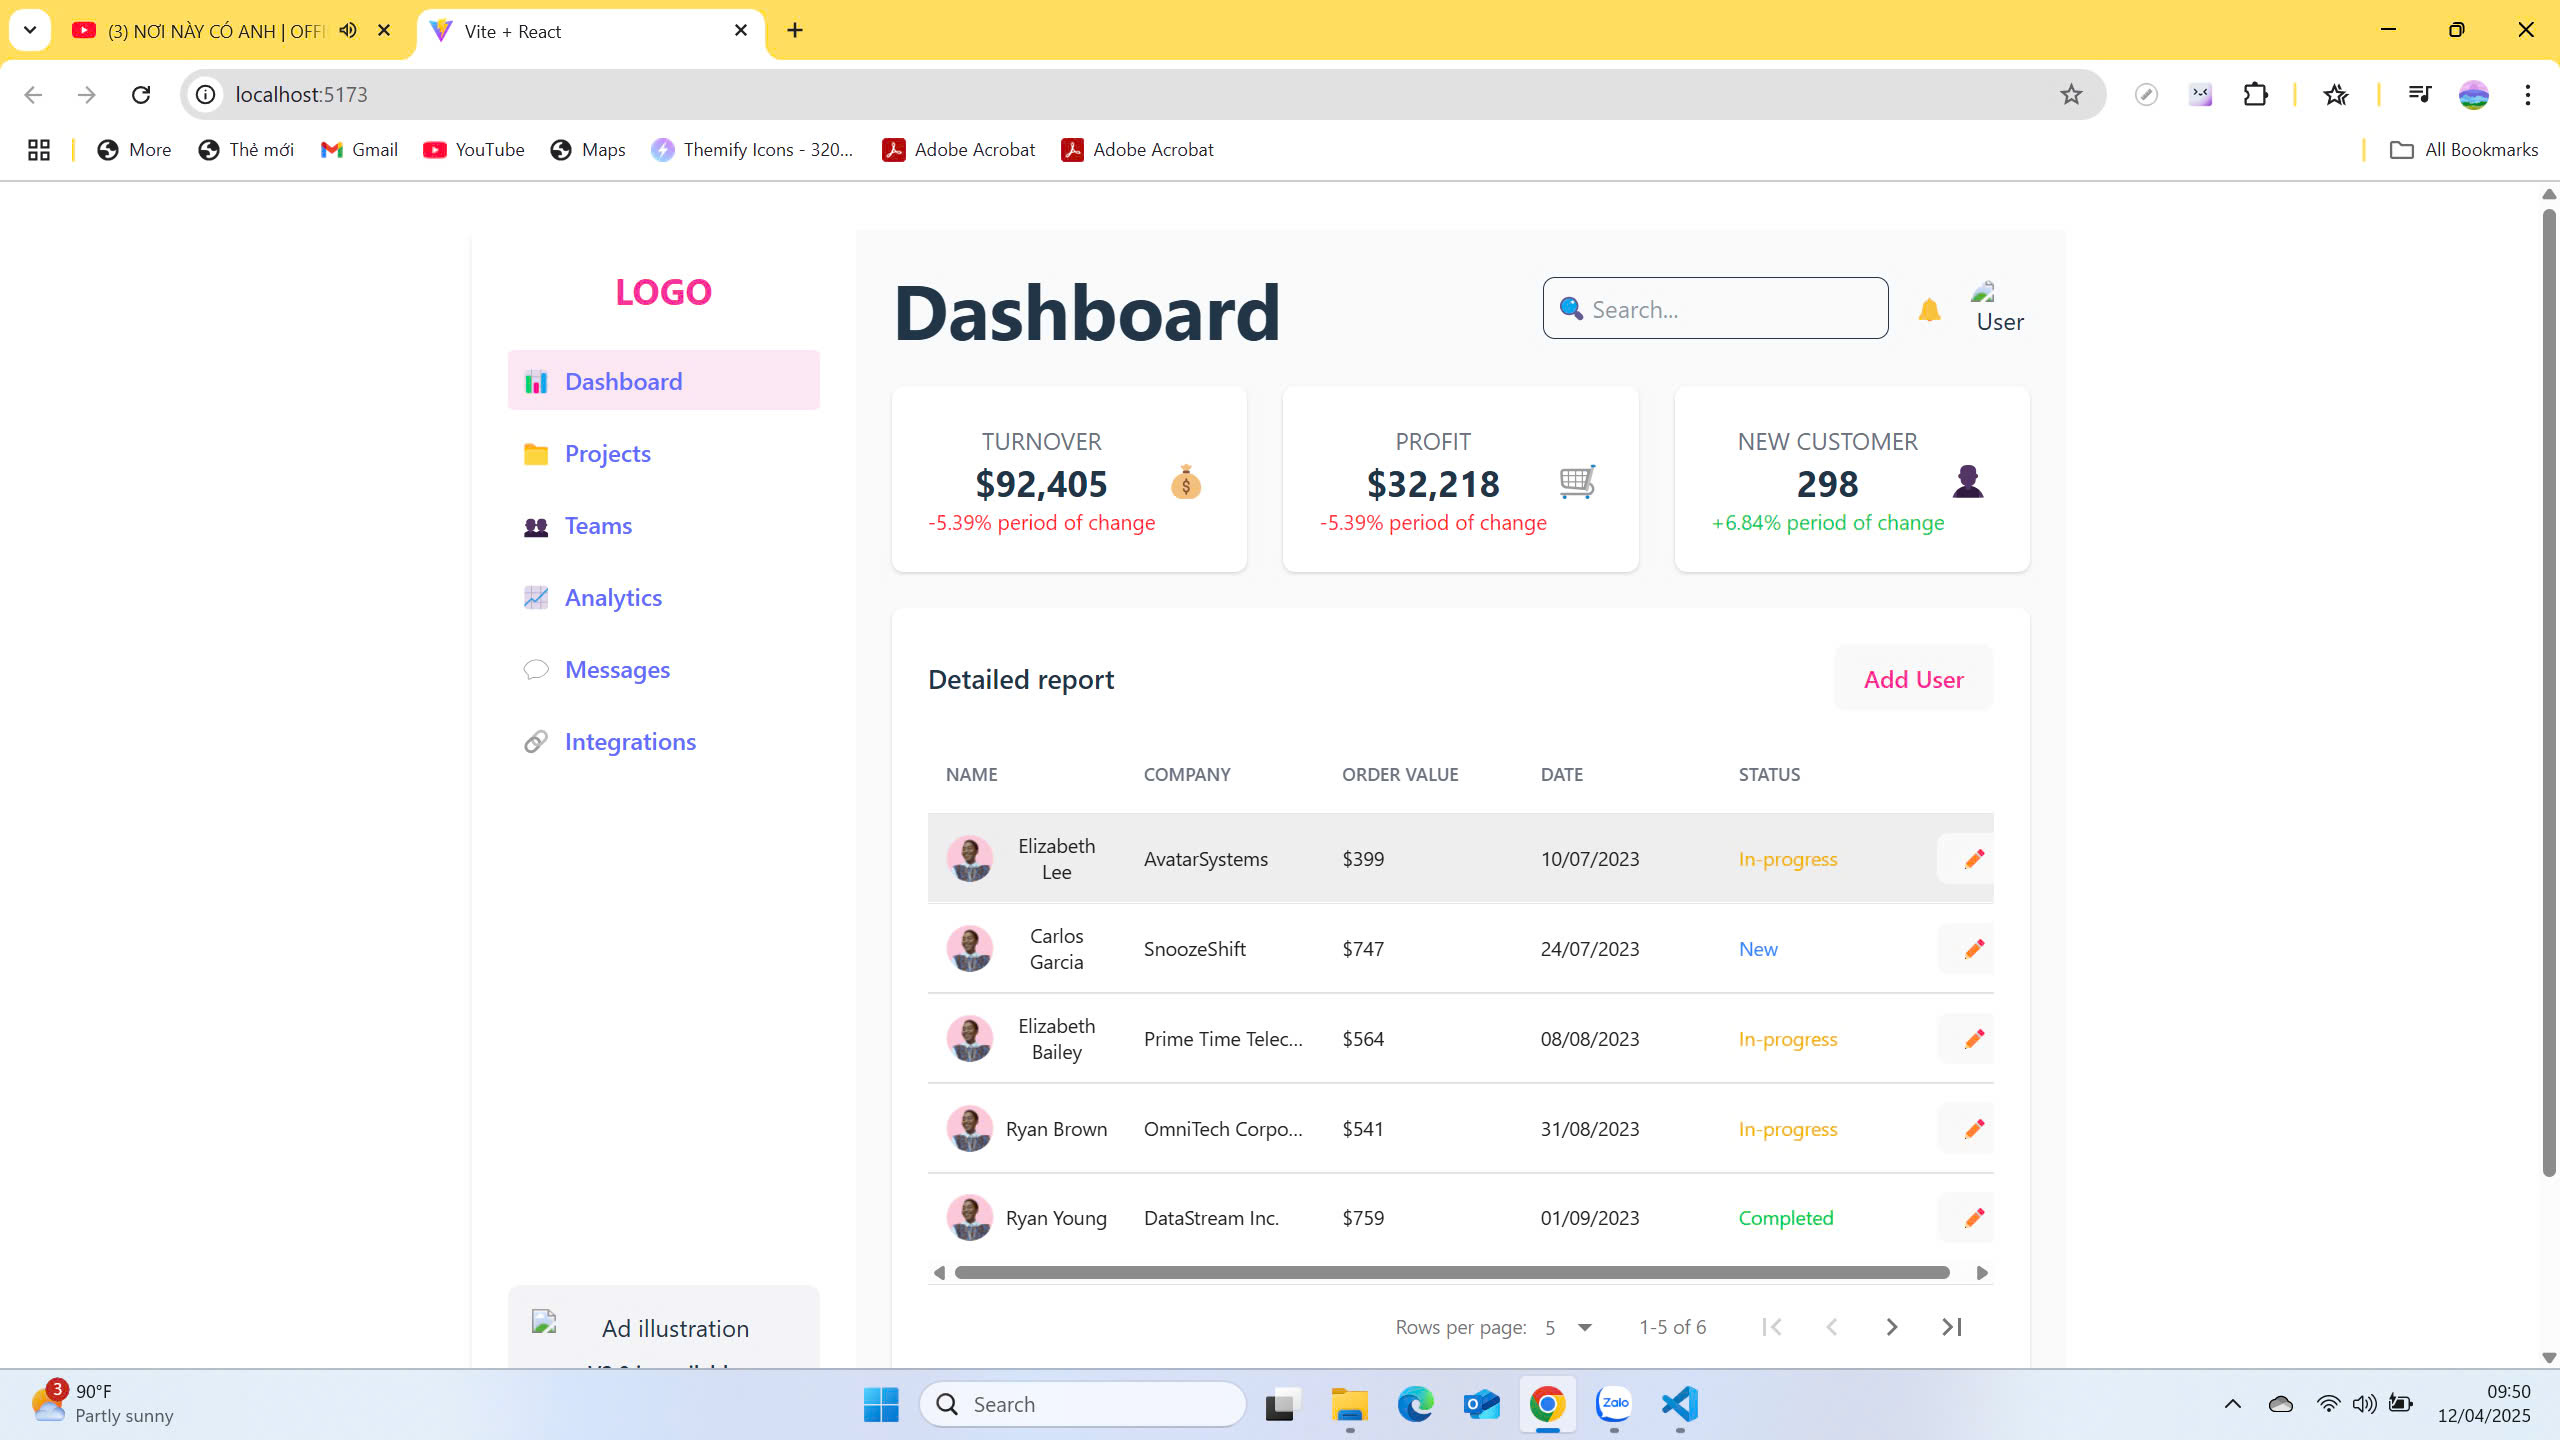 (3) NƠI NÀY CÓ ANH | OFFI
Vite + React
localhost:5173
More
Thẻ mới
Gmail
YouTube
Maps
Themify Icons - 320...
Adobe Acrobat
Adobe Acrobat
All Bookmarks
LOGO
Dashboard
Projects
Teams
Analytics
Messages
Integrations
Ad illustration
Dashboard
Search...
User
TURNOVER
$92,405
-5.39% period of change
PROFIT
$32,218
-5.39% period of change
NEW CUSTOMER
298
+6.84% period of change
Detailed report
Add User
NAME COMPANY ORDER VALUE DATE STATUS
Elizabeth
Lee
AvatarSystems $399 10/07/2023 In-progress
Carlos
Garcia
SnoozeShift $747 24/07/2023 New
Elizabeth
Bailey
Prime Time Telec... $564 08/08/2023 In-progress
Ryan Brown OmniTech Corpo... $541 31/08/2023 In-progress
Ryan Young DataStream Inc. $759 01/09/2023 Completed
Rows per page: 5 1-5 of 6
3
90°F
Partly sunny
Search
Zalo
09:50
12/04/2025